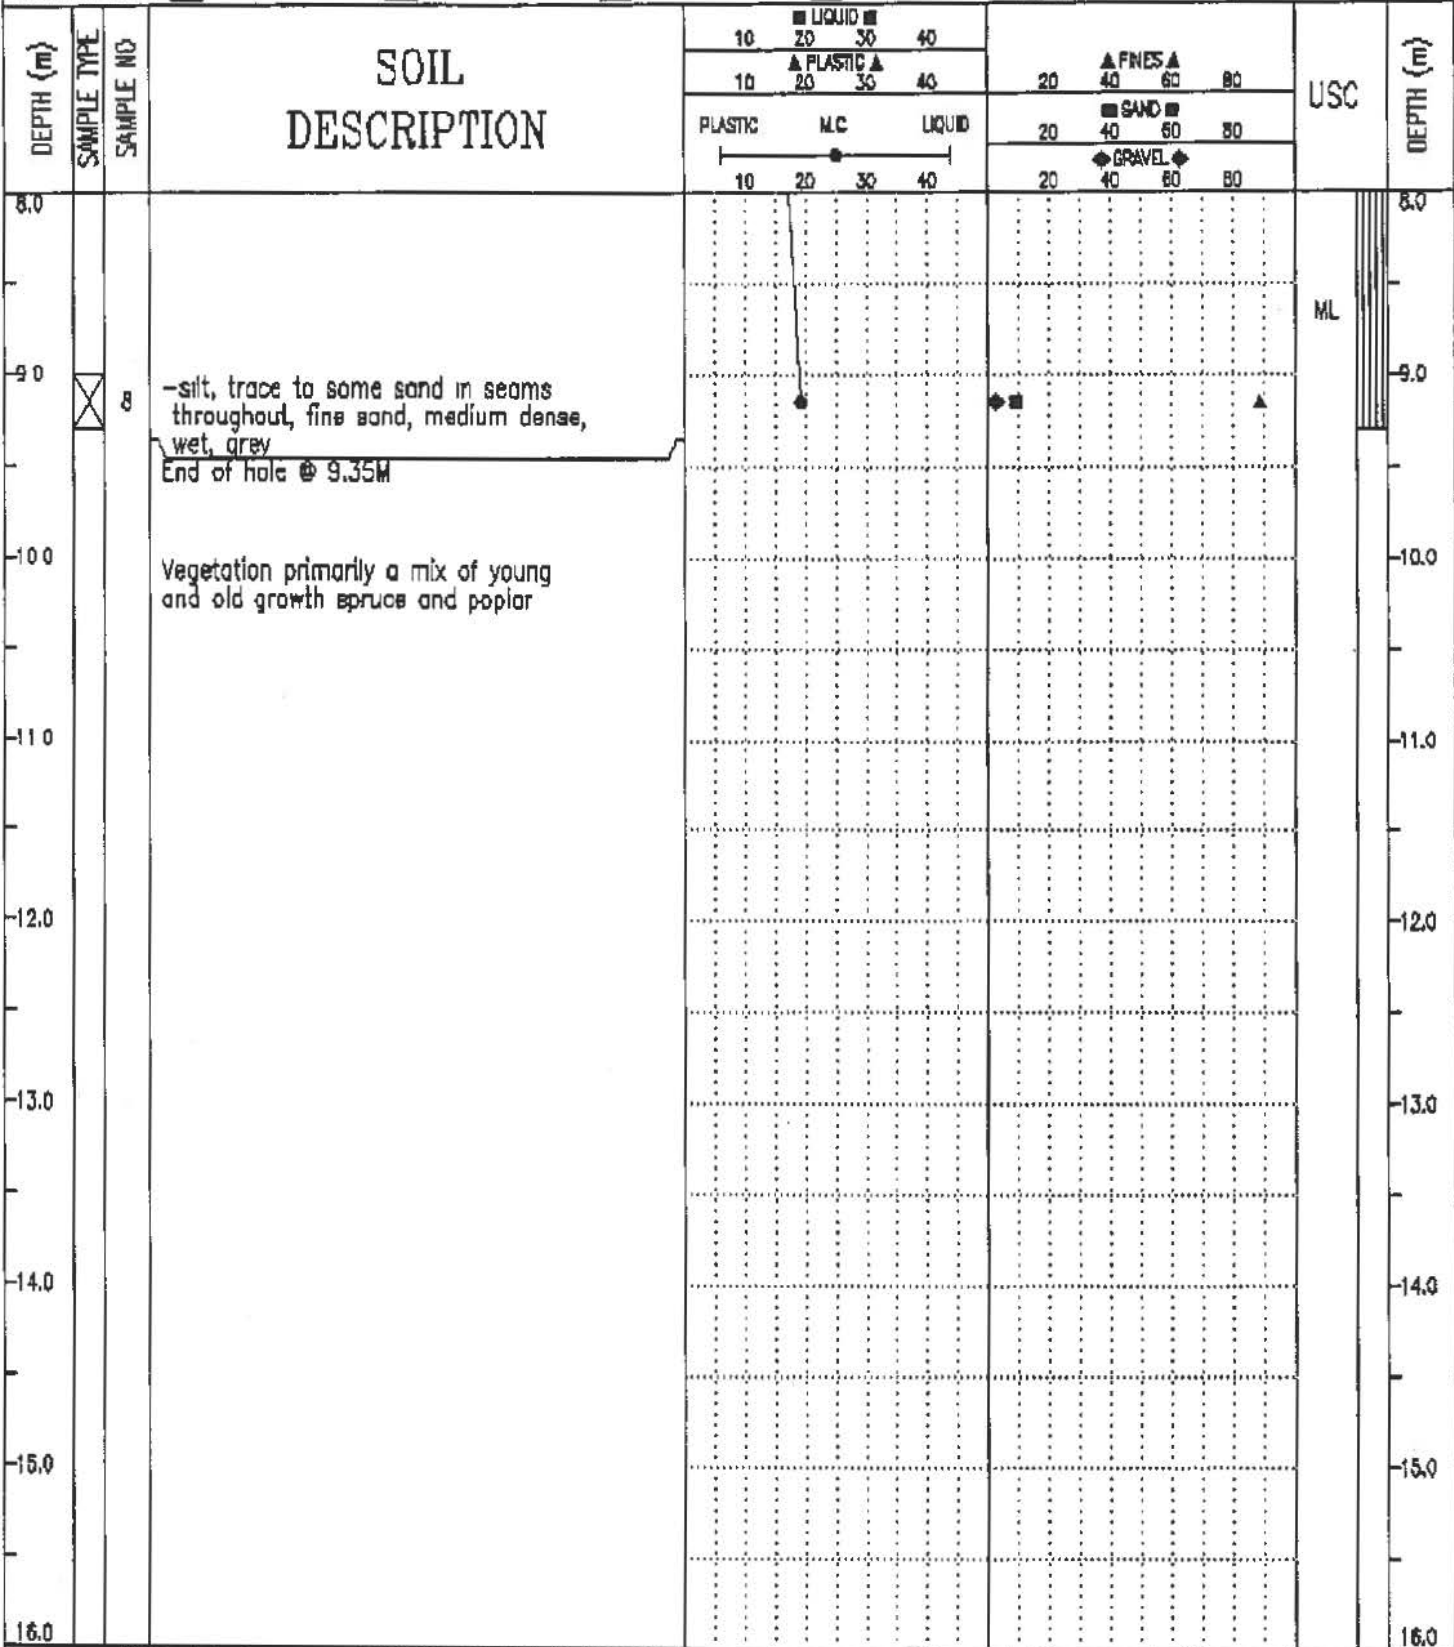 DEPTH (m)
SAMPLE TYPE
SAMPLE NO
SOIL
DESCRIPTION
■ LIQUID ■
10 20 30 40
▲ PLASTIC ▲
10 20 30 40
PLASTIC M.C LIQUID
10 20 30 40
▲ FINES ▲
20 40 60 80
■ SAND ■
20 40 60 80
◆ GRAVEL ◆
20 40 60 80
USC
DEPTH (m)
8.0
8.0
ML
9 0
-silt, trace to some sand in seams
throughout, fine sand, medium dense,
wet, grey
9.0
End of hole @ 9.35M
10 0
10.0
Vegetation primarily a mix of young
and old growth spruce and poplar
11 0
11.0
12.0
12.0
13.0
13.0
14.0
14.0
15.0
15.0
16.0
16.0